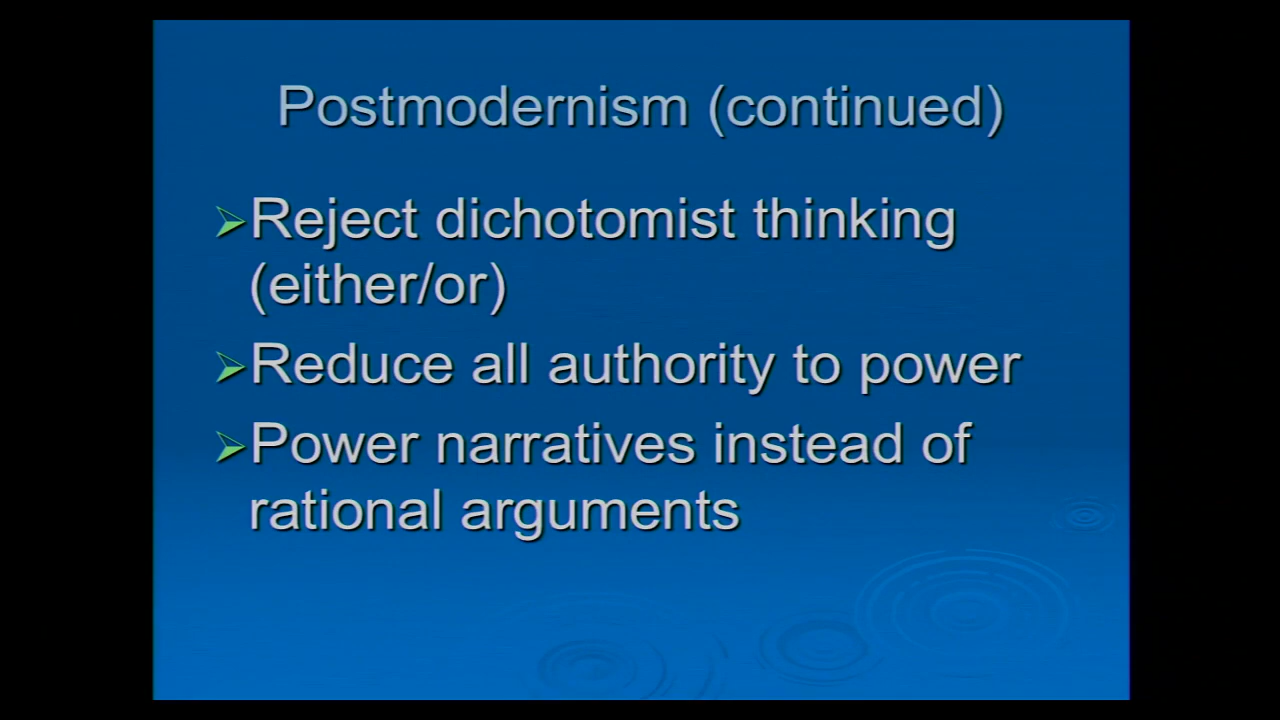 Postmodernism (continued)
Reject dichotomist thinking
(either/or)
Reduce all authority to power
Power narratives instead of
rational arguments